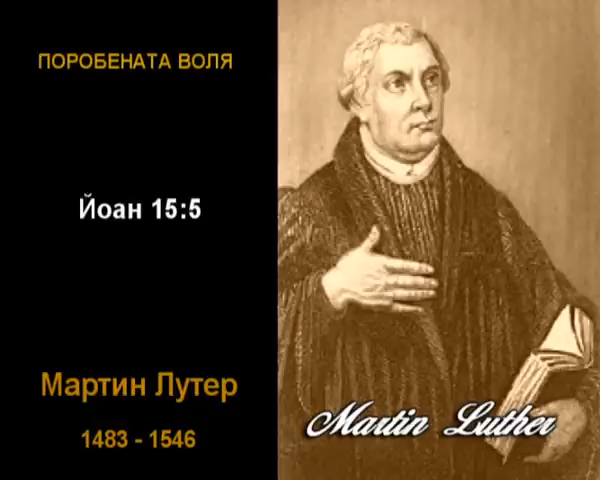 ПОРОБЕНАТА ВОЛЯ
Йоан 15:5
Мартин Лутер
1483 - 1546
Martin Luther